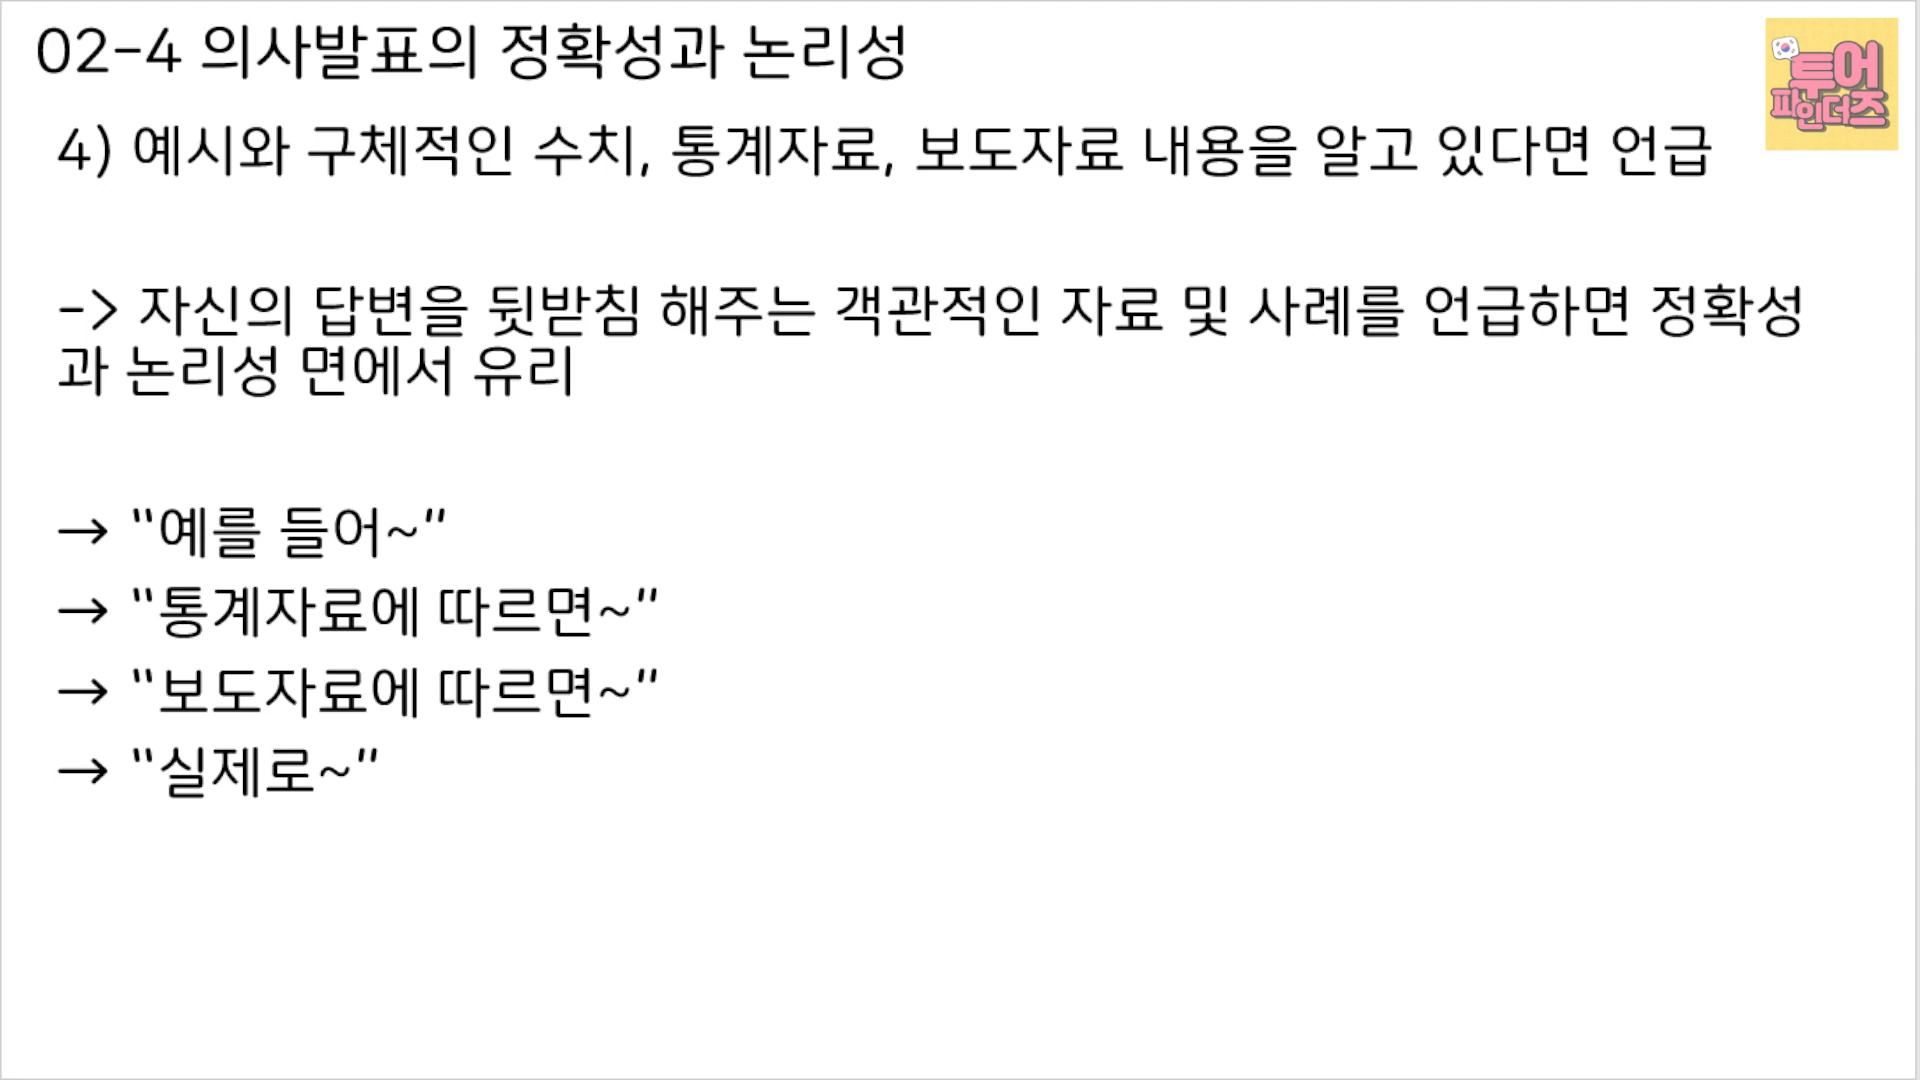 02-4 의사발표의 정확성과 논리성
투어
파인더즈
4) 예시와 구체적인 수치, 통계자료, 보도자료 내용을 알고 있다면 언급
-> 자신의 답변을 뒷받침 해주는 객관적인 자료 및 사례를 언급하면 정확성
과 논리성 면에서 유리
→ "예를 들어~"
→ "통계자료에 따르면~"
→ "보도자료에 따르면~"
→ "실제로~"